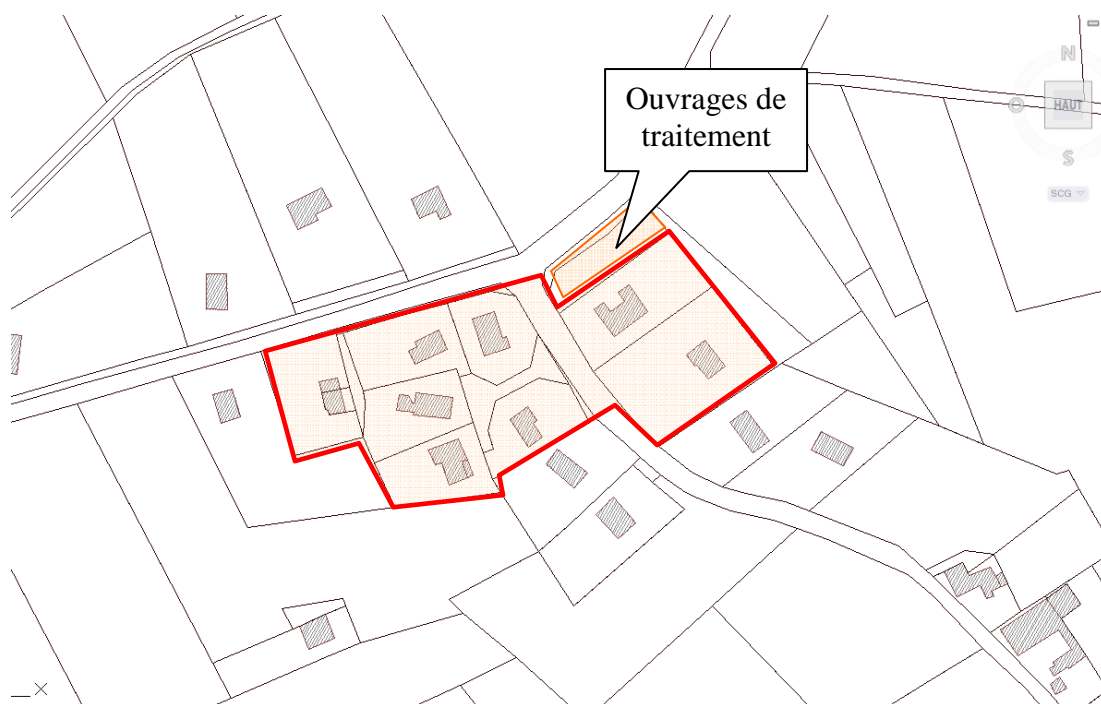 Ouvrages de
traitement
N
O
HAUT
S
SCG
X